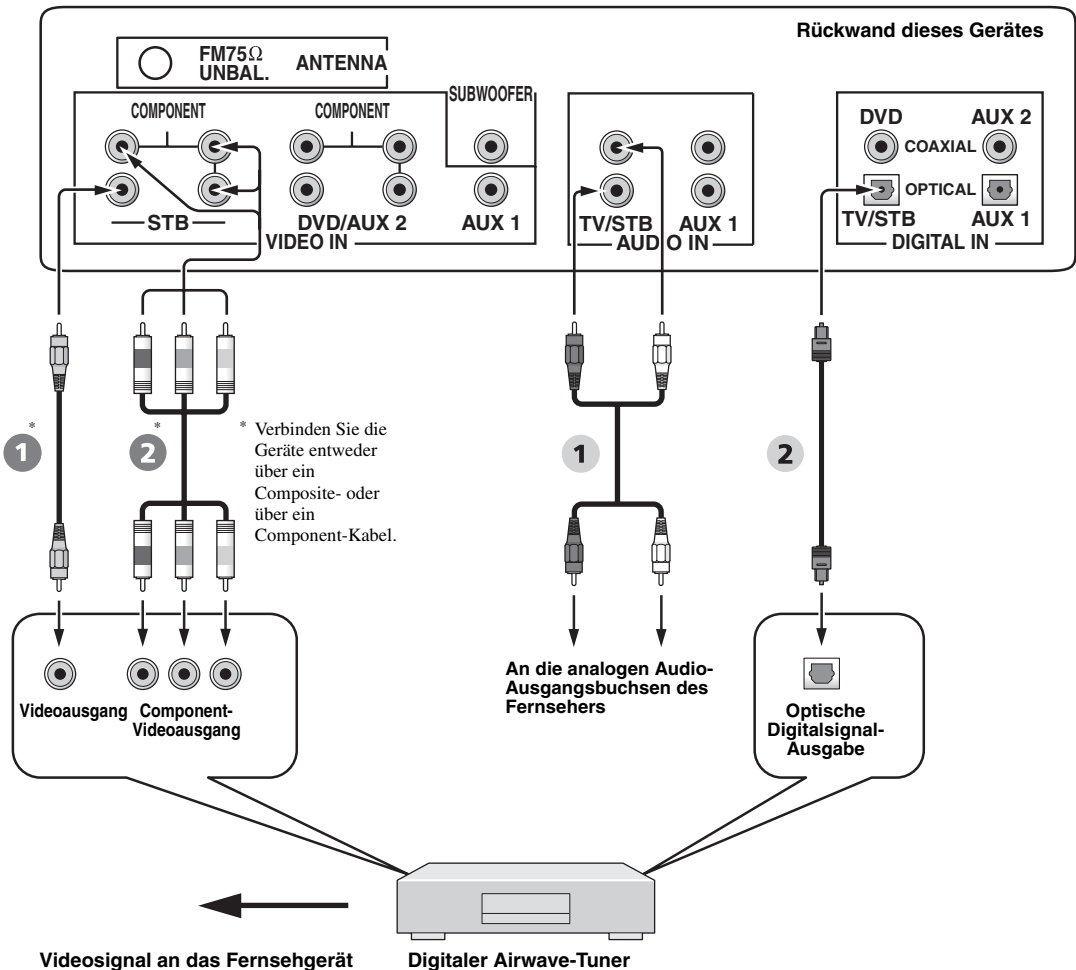 Rückwand dieses Gerätes
FM75Ω
UNBAL.
ANTENNA
COMPONENT
COMPONENT
SUBWOOFER
STB
DVD/AUX 2
AUX 1
VIDEO IN
TV/STB
AUX 1
AUDIO IN
DVD
AUX 2
COAXIAL
OPTICAL
TV/STB
AUX 1
DIGITAL IN
1
*
2
*
* Verbinden Sie die
Geräte entweder
über ein
Composite- oder
über ein
Component-Kabel.
1
2
Videoausgang
Component-
Videoausgang
An die analogen Audio-
Ausgangsbuchsen des
Fernsehers
Optische
Digitalsignal-
Ausgabe
Videosignal an das Fernsehgerät
Digitaler Airwave-Tuner